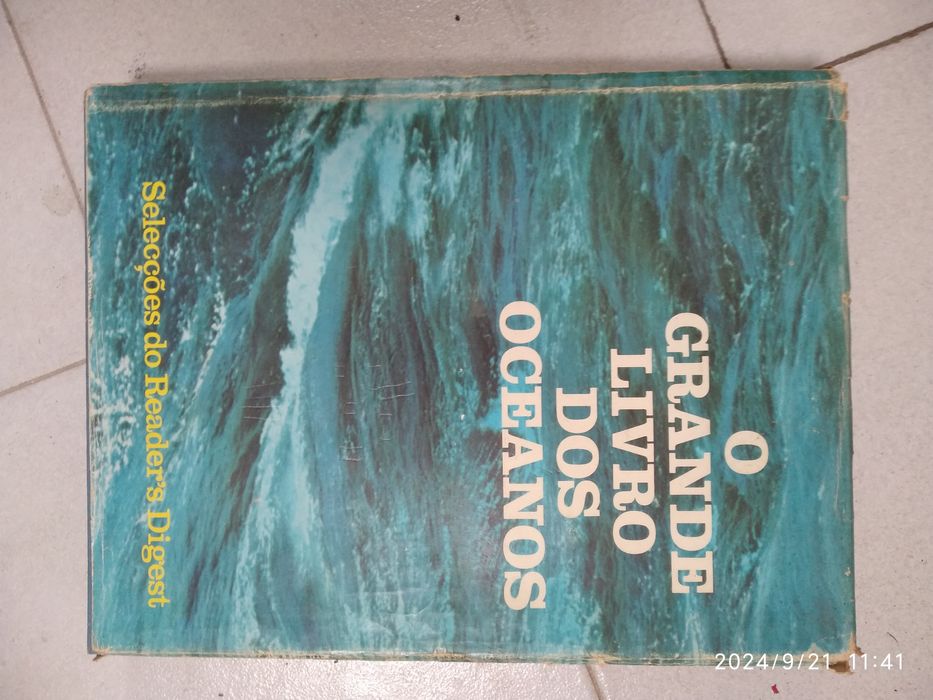 O
GRANDE
LIVRO
DOS
OCEANOS
Selecções do Reader's Digest
2024/9/21 11:41